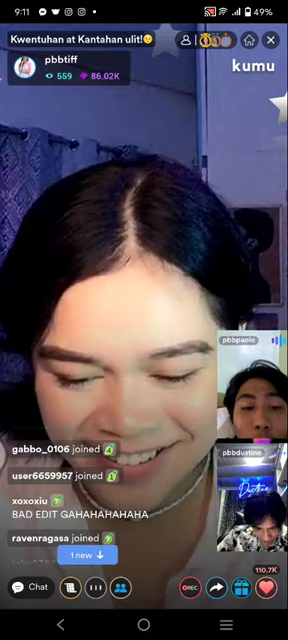 9:11
49%
Kwentuhan at Kantahan ulit!😊
pbbtiff
559 86.02K
kumu
pbbpaolo
gabbo_0106 joined
user6659957 joined
pbbdustine
xoxoxiu
BAD EDIT GAHAHAHAHAHA
Dustine
ravenragasa joined
1 new ↓
110.7K
Chat
REC